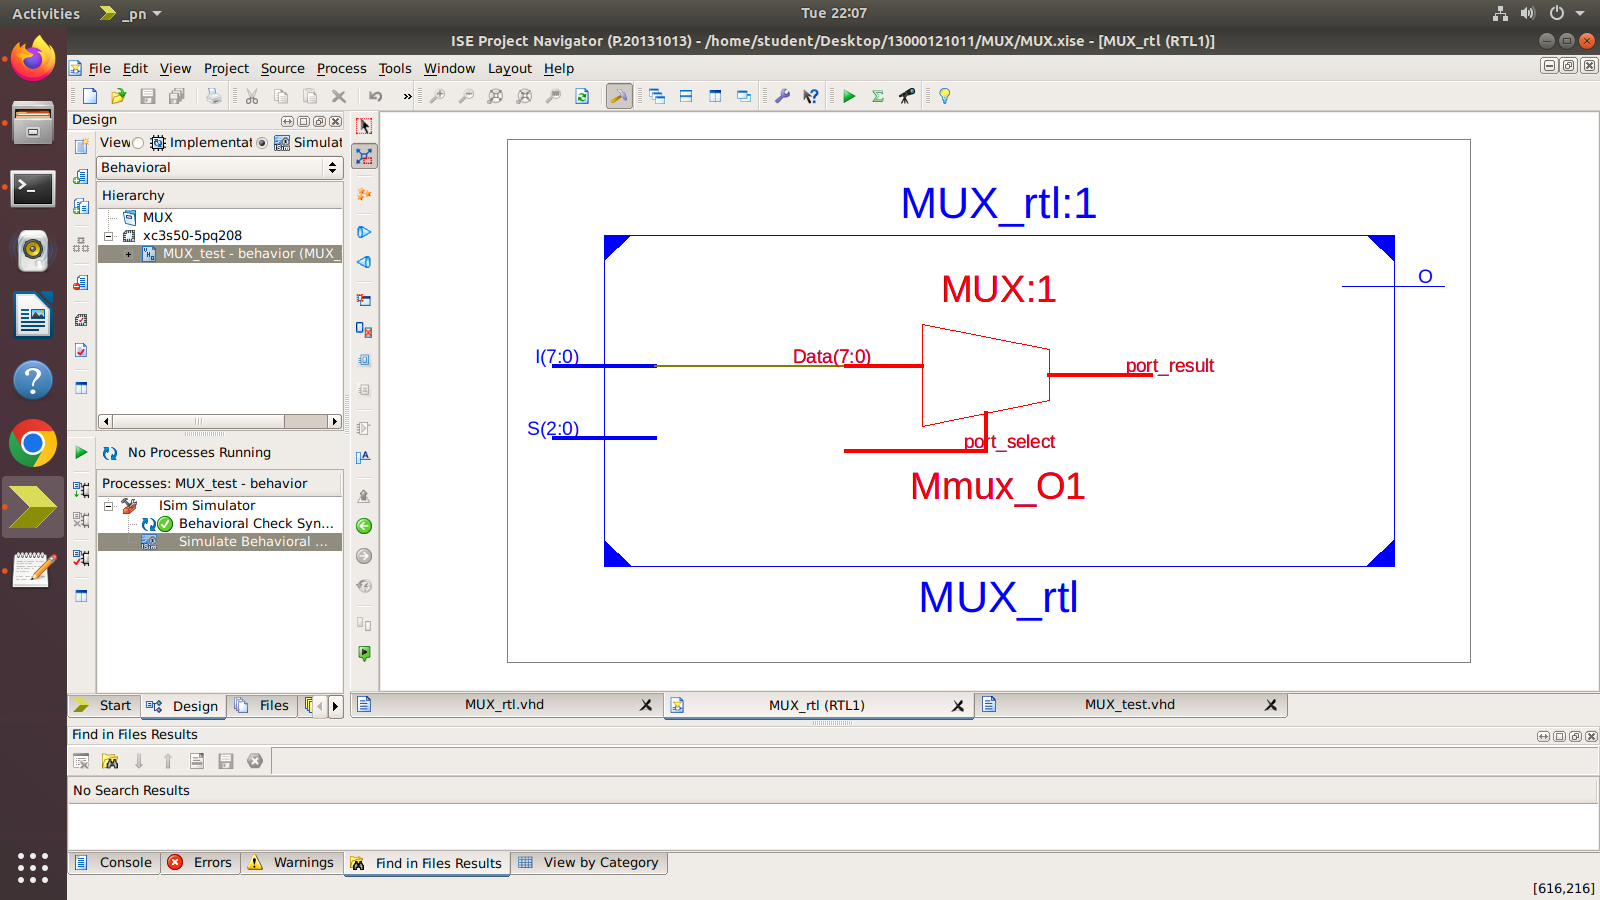 Activities
_pn
Tue 22:07
ISE Project Navigator (P.20131013) - /home/student/Desktop/13000121011/MUX/MUX.xise - [MUX_rtl (RTL1)]
File Edit View Project Source Process Tools Window Layout Help
»
Design
View Implementat Simulat
Behavioral
Hierarchy
MUX
xc3s50-5pq208
MUX_test - behavior (MUX_
No Processes Running
Processes: MUX_test - behavior
ISim Simulator
Behavioral Check Syn...
Simulate Behavioral ...
Start Design Files
MUX_rtl:1
MUX:1
O
I(7:0)
Data(7:0)
port_result
S(2:0)
port_select
Mmux_O1
MUX_rtl
MUX_rtl.vhd MUX_rtl (RTL1) MUX_test.vhd
Find in Files Results
No Search Results
Console Errors Warnings Find in Files Results View by Category
[616,216]